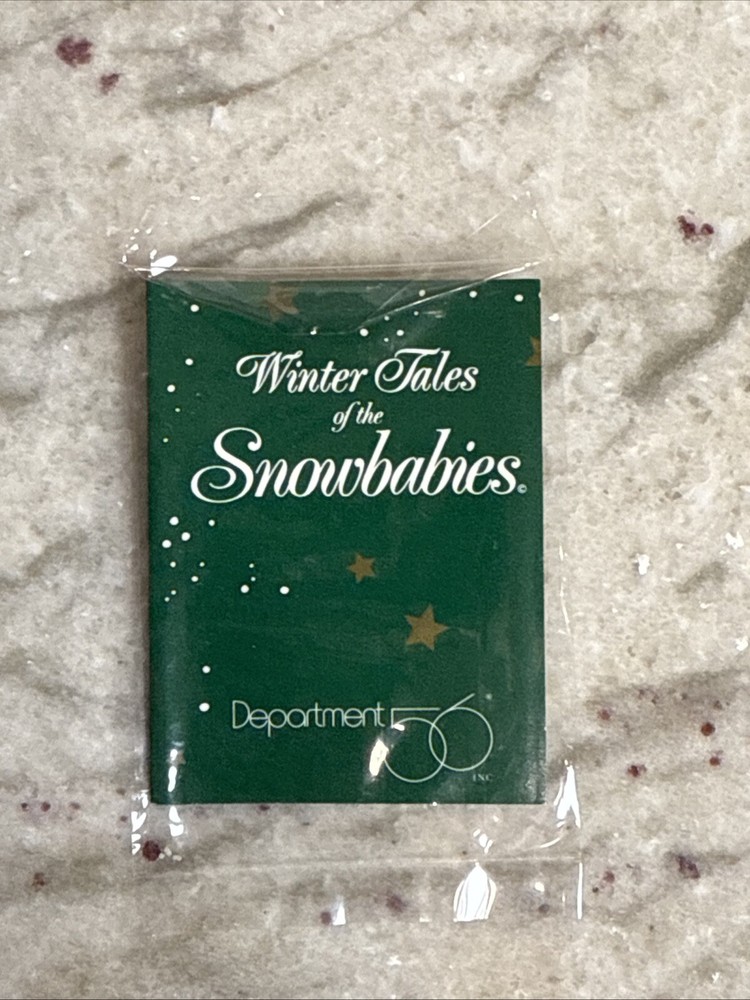 Winter Tales
of the
Snowbabies©
Department 56
INC